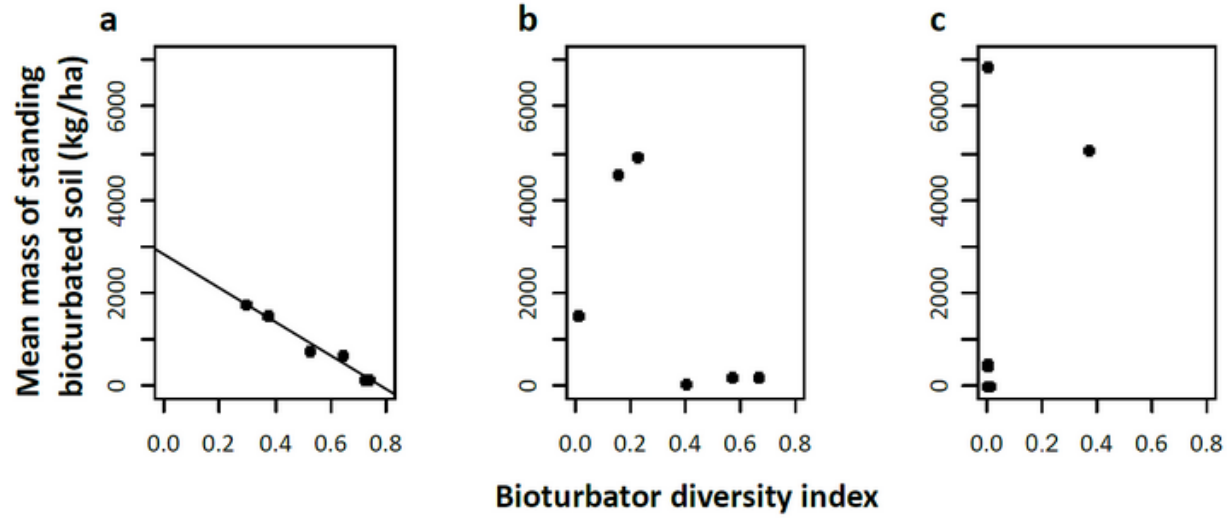 a
b
c
Mean mass of standing
bioturbated soil (kg/ha)
6000
4000
2000
0
0.0 0.2 0.4 0.6 0.8
6000
4000
2000
0
0.0 0.2 0.4 0.6 0.8
6000
4000
2000
0
0.0 0.2 0.4 0.6 0.8
Bioturbator diversity index